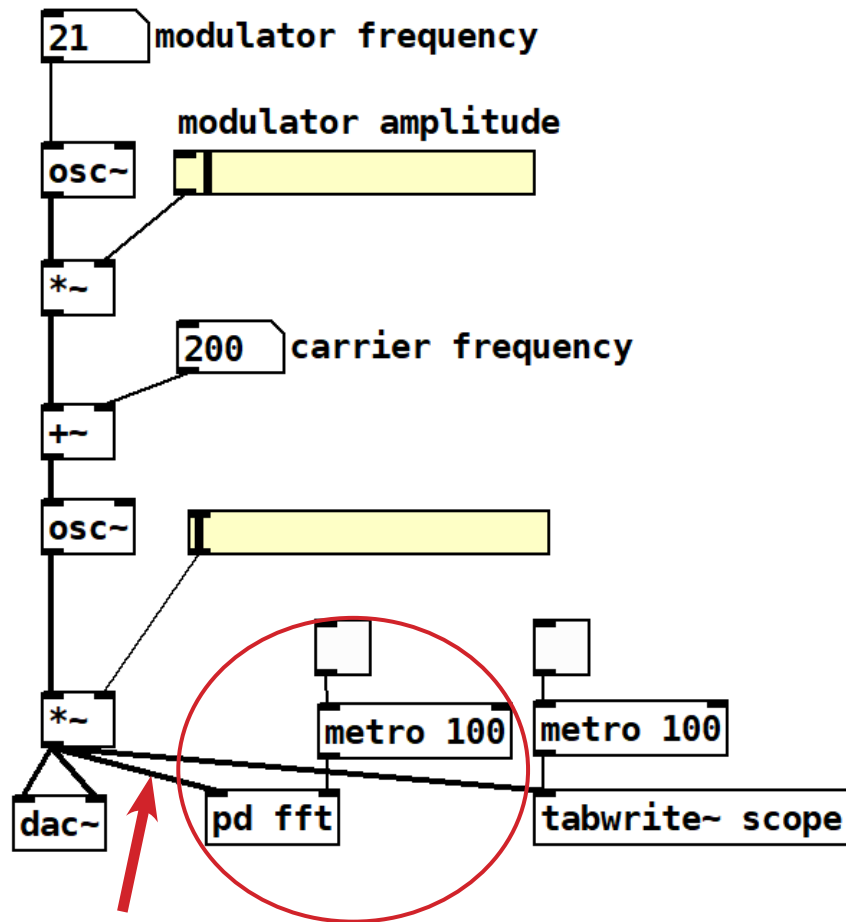 21 modulator frequency
modulator amplitude
osc~
*~
200 carrier frequency
+~
osc~
*~
metro 100
metro 100
dac~
pd fft
tabwrite~ scope